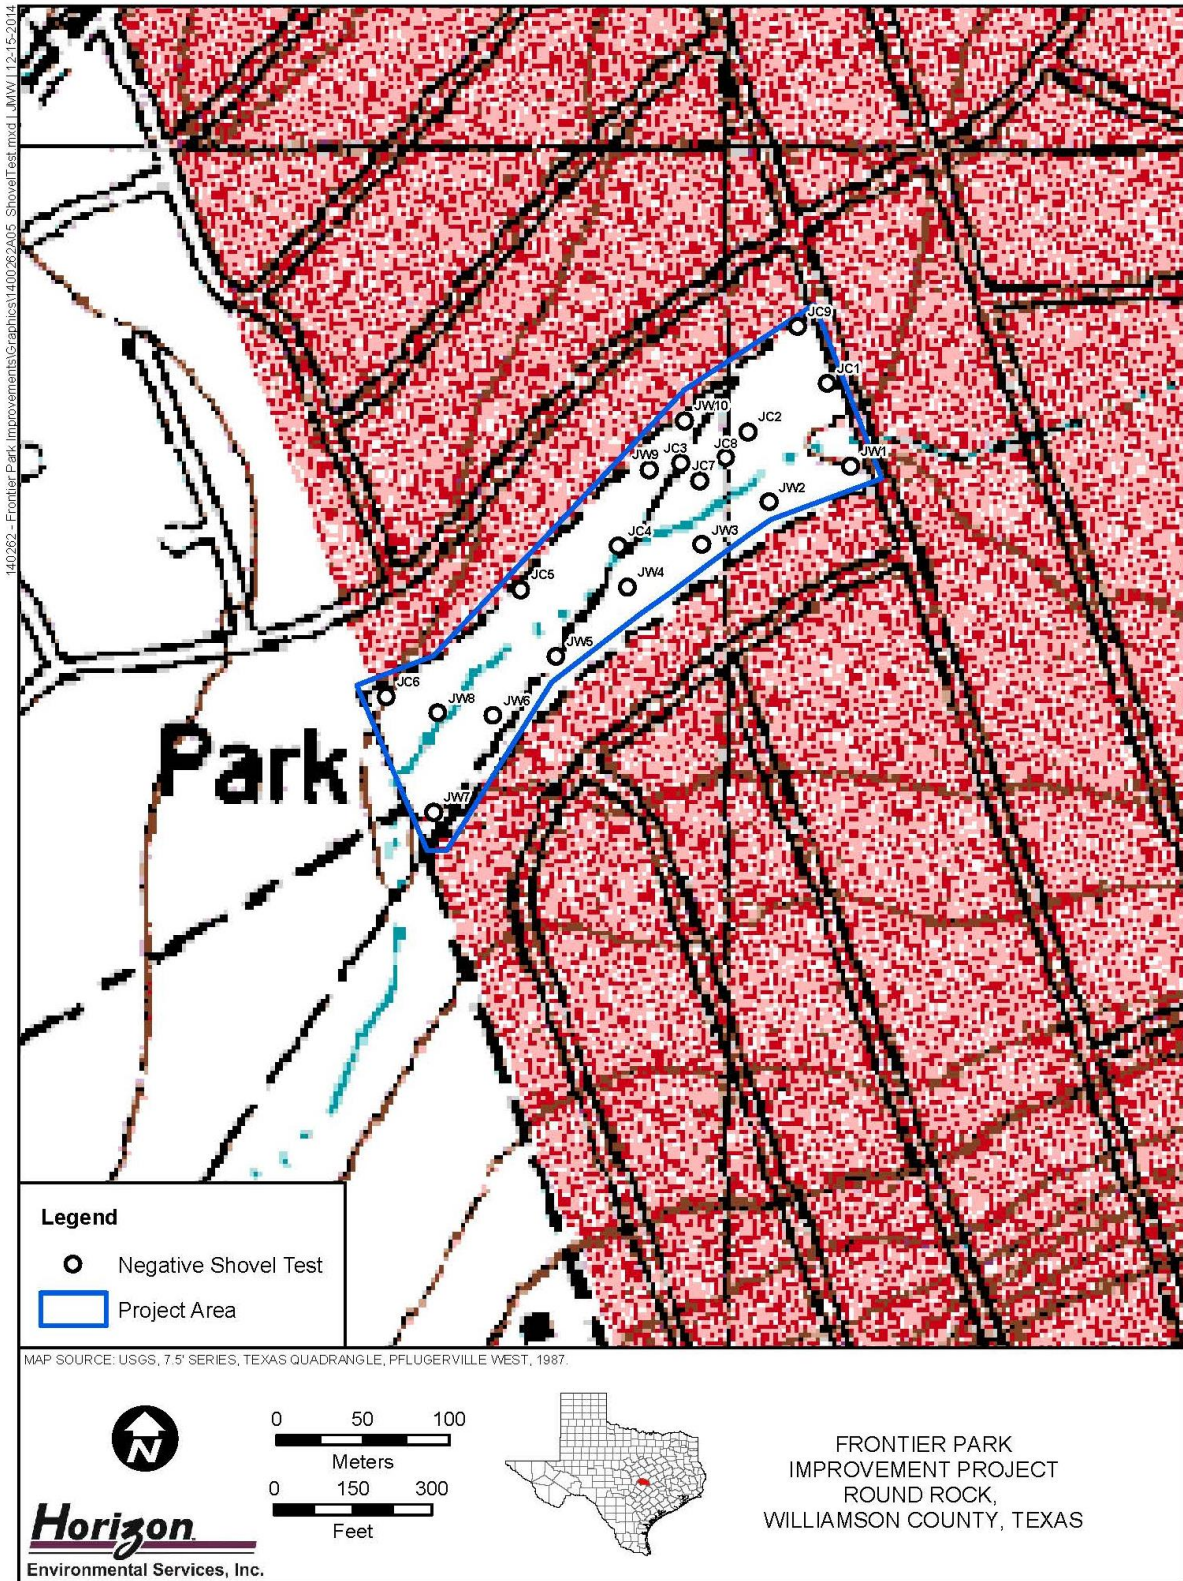 140262 - Frontier Park Improvements\Graphics\1400262A05_ShovelTest.mxd | JMW | 12-15-2014
JC9
JC1
JW10
JC2
JC8
JC3
JW9
JC7
JW1
JW2
JC4
JW3
JC5
JW4
JW5
JC6
JW8
JW6
Park
JW7
Legend
Negative Shovel Test
Project Area
MAP SOURCE: USGS, 7.5' SERIES, TEXAS QUADRANGLE, PFLUGERVILLE WEST, 1987.
N
0 50 100
Meters
0 150 300
Feet
Horizon
Environmental Services, Inc.
FRONTIER PARK
IMPROVEMENT PROJECT
ROUND ROCK,
WILLIAMSON COUNTY, TEXAS